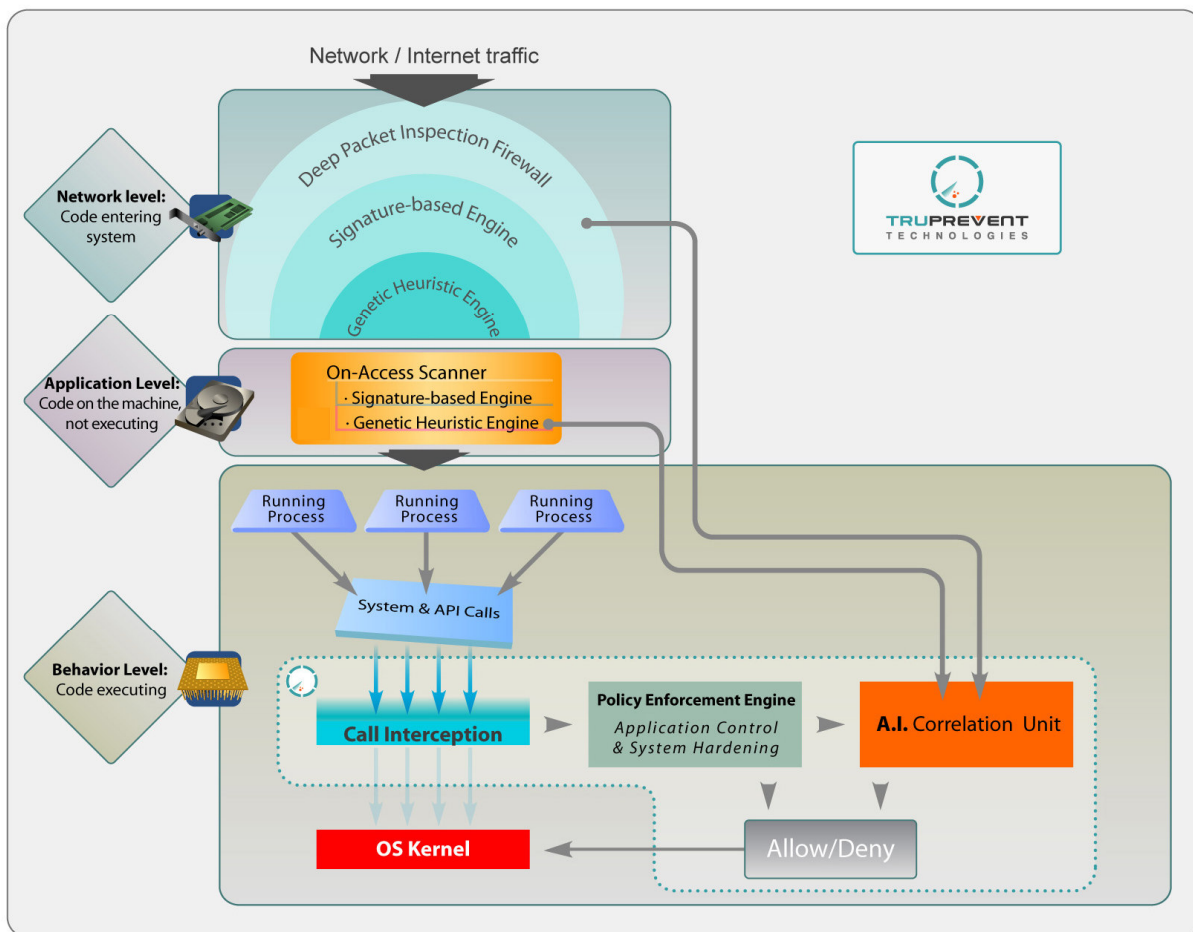 Network / Internet traffic
Deep Packet Inspection Firewall
Signature-based Engine
Genetic Heuristic Engine
Network level:
Code entering
system
TRUPREVENT
TECHNOLOGIES
Application Level:
Code on the machine,
not executing
On-Access Scanner
· Signature-based Engine
· Genetic Heuristic Engine
Running
Process
Running
Process
Running
Process
System & API Calls
Behavior Level:
Code executing
Call Interception
Policy Enforcement Engine
Application Control
& System Hardening
A.I. Correlation Unit
OS Kernel
Allow/Deny